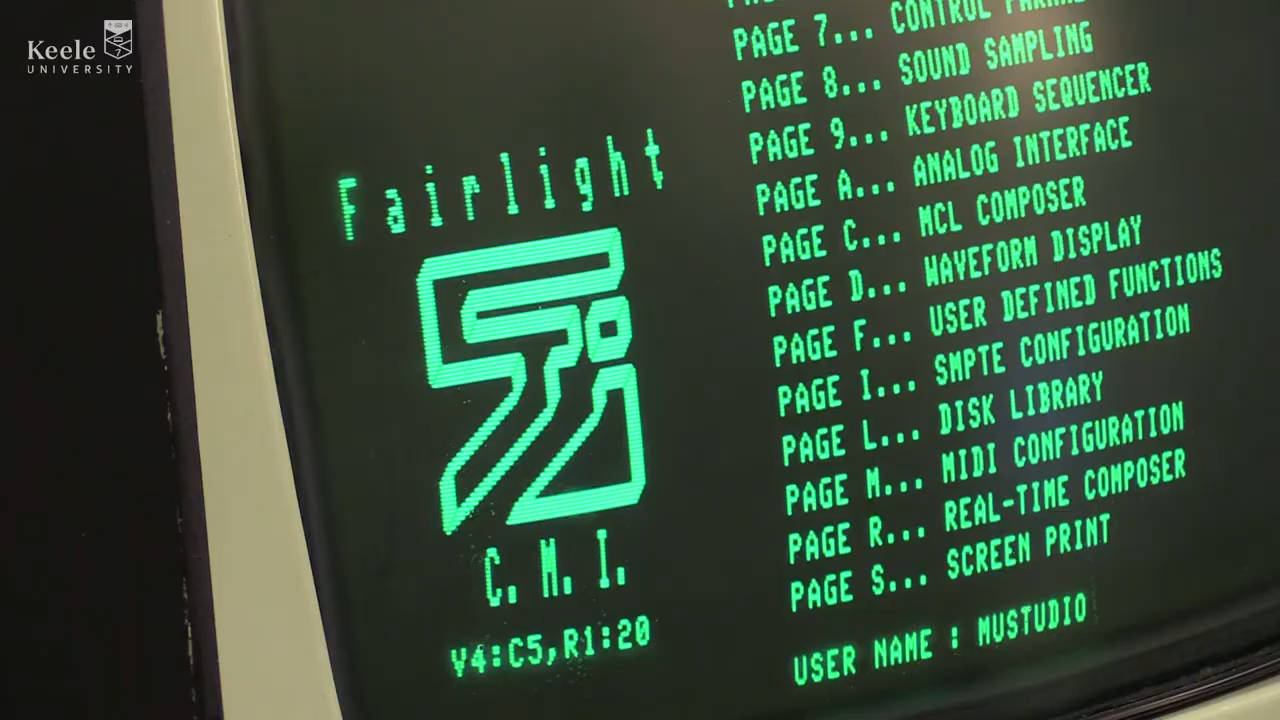 Keele
UNIVERSITY
Fairlight
C.M.I.
V4:C5,R1:20
PAGE 7... CONTROL
PAGE 8... SOUND SAMPLING
PAGE 9... KEYBOARD SEQUENCER
PAGE A... ANALOG INTERFACE
PAGE C... MCL COMPOSER
PAGE D... WAVEFORM DISPLAY
PAGE F... USER DEFINED FUNCTIONS
PAGE I... SMPTE CONFIGURATION
PAGE L... DISK LIBRARY
PAGE M... MIDI CONFIGURATION
PAGE R... REAL-TIME COMPOSER
PAGE S... SCREEN PRINT
USER NAME : MUSTUDIO